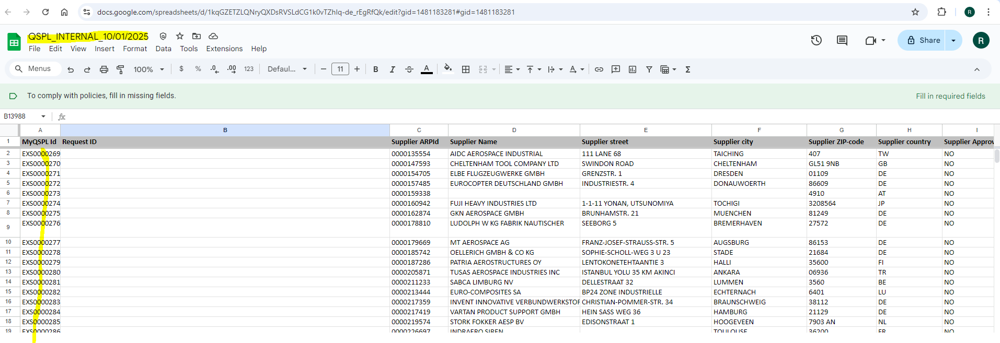 docs.google.com/spreadsheets/d/1kqGZETZLQNryQXDsRVSLdCG1k0vTZhIq-de_rEgRfQk/edit?gid=1481183281#gid=1481183281 R
QSPL_INTERNAL_10/01/2025
File Edit View Insert Format Data Tools Extensions Help
Share R
Menus 100% $ % .0 .00 123 Defaul... 11 B I A
To comply with policies, fill in missing fields. Fill in required fields
B13988 fx
A B C D E F G H I
1 MyQSPL Id Request ID Supplier ARPId Supplier Name Supplier street Supplier city Supplier ZIP-code Supplier country Supplier Approv
2 EXS0000269 0000135554 AIDC AEROSPACE INDUSTRIAL 111 LANE 68 TAICHING 407 TW NO
3 EXS0000270 0000147593 CHELTENHAM TOOL COMPANY LTD SWINDON ROAD CHELTENHAM GL51 9NB GB NO
4 EXS0000271 0000154705 ELBE FLUGZEUGWERKE GMBH GRENZSTR. 1 DRESDEN 01109 DE NO
5 EXS0000272 0000157485 EUROCOPTER DEUTSCHLAND GMBH INDUSTRIESTR. 4 DONAUWOERTH 86609 DE NO
6 EXS0000273 0000159338 4910 AT NO
7 EXS0000274 0000160942 FUJI HEAVY INDUSTRIES LTD 1-1-11 YONAN, UTSUNOMIYA TOCHIGI 3208564 JP NO
8 EXS0000275 0000162874 GKN AEROSPACE GMBH BRUNHAMSTR. 21 MUENCHEN 81249 DE NO
9 EXS0000276 0000178810 LUDOLPH W KG FABRIK NAUTISCHER SEEBORG 5 BREMERHAVEN 27572 DE NO
10 EXS0000277 0000179669 MT AEROSPACE AG FRANZ-JOSEF-STRAUSS-STR. 5 AUGSBURG 86153 DE NO
11 EXS0000278 0000185742 OELLERICH GMBH & CO KG SOPHIE-SCHOLL-WEG 3 U 23 STADE 21684 DE NO
12 EXS0000279 0000187286 PATRIA AEROSTRUCTURES OY LENTOKONETEHTAANTIE 3 HALLI 35600 FI NO
13 EXS0000280 0000205871 TUSAS AEROSPACE INDUSTRIES INC ISTANBUL YOLU 35 KM AKINCI ANKARA 06936 TR NO
14 EXS0000281 0000211233 SABCA LIMBURG NV DELLESTRAAT 32 LUMMEN 3560 BE NO
15 EXS0000282 0000213444 EURO-COMPOSITES SA BP24 ZONE INDUSTRIELLE ECHTERNACH 6401 LU NO
16 EXS0000283 0000217359 INVENT INNOVATIVE VERBUNDWERKSTOF CHRISTIAN-POMMER-STR. 34 BRAUNSCHWEIG 38112 DE NO
17 EXS0000284 0000217419 VARTAN PRODUCT SUPPORT GMBH HEIN SASS WEG 36 HAMBURG 21129 DE NO
18 EXS0000285 0000219574 STORK FOKKER AESP BV EDISONSTRAAT 1 HOOGEVEEN 7903 AN NL NO
19 EXS0000286 0000226697 INDRAERO SIREN TOULOUSE 36200 FR NO